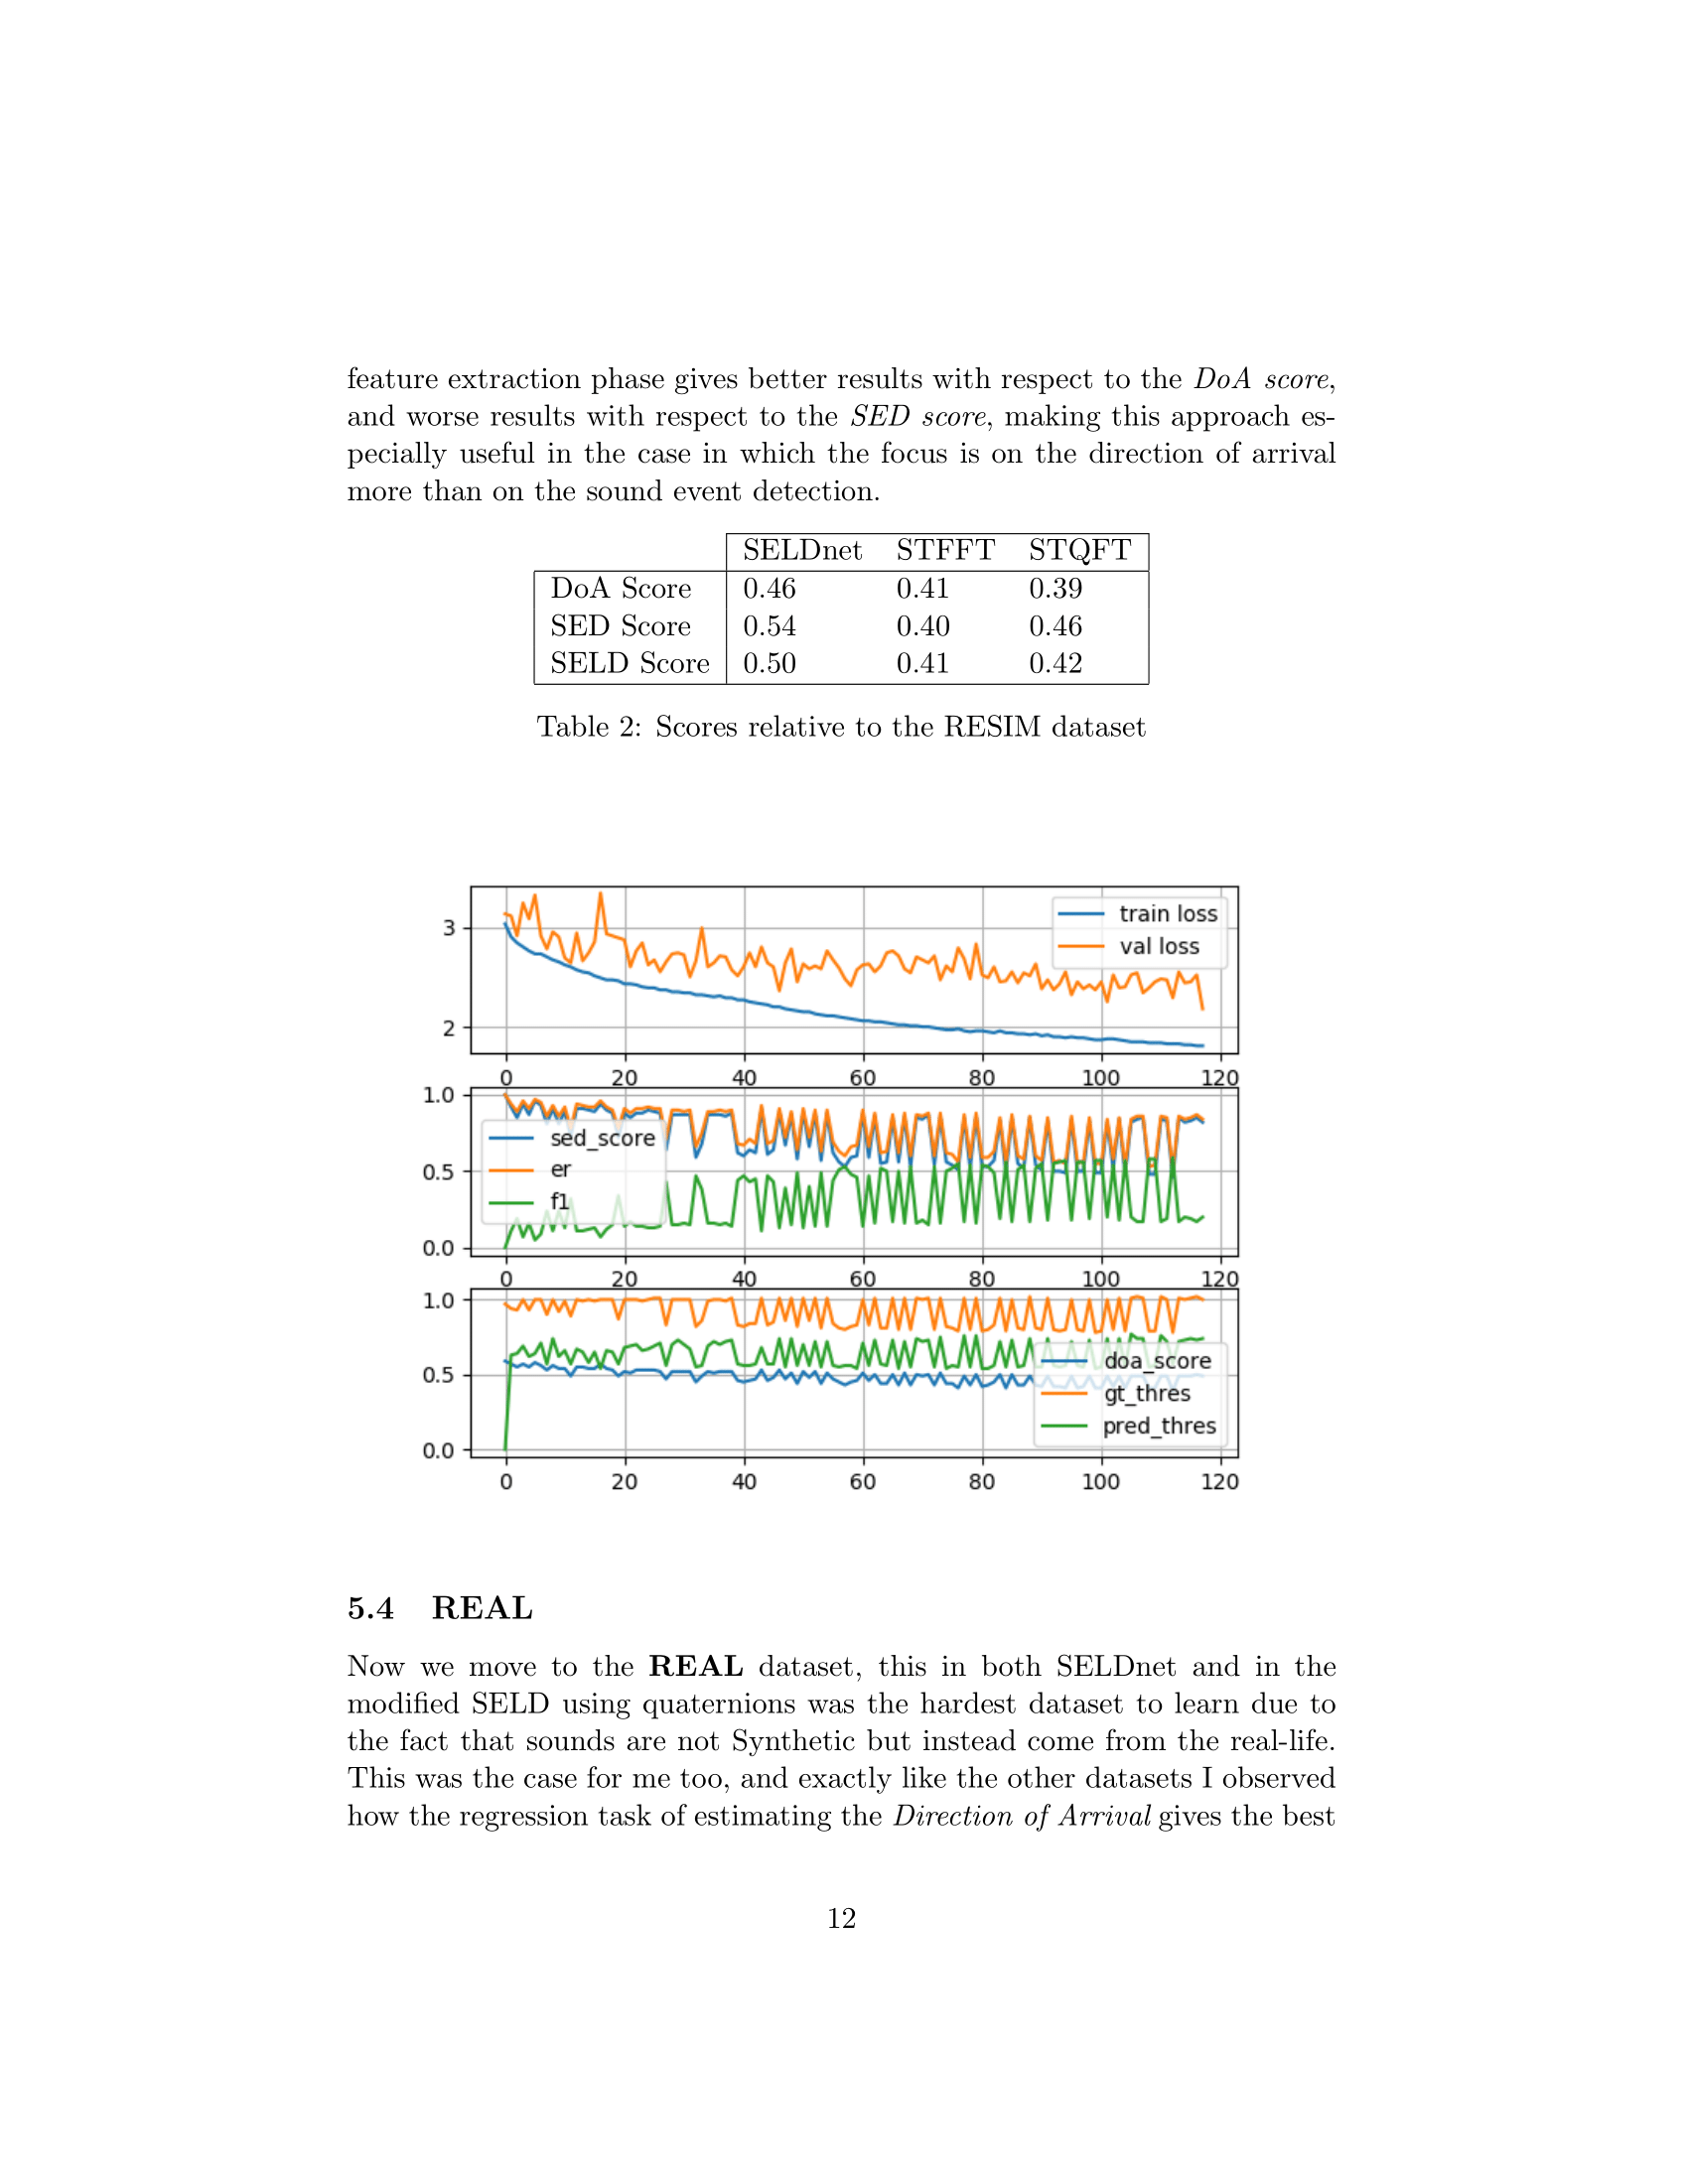 feature extraction phase gives better results with respect to the DoA score,
and worse results with respect to the SED score, making this approach es-
pecially useful in the case in which the focus is on the direction of arrival
more than on the sound event detection.
SELDnet STFFT STQFT
DoA Score 0.46 0.41 0.39
SED Score 0.54 0.40 0.46
SELD Score 0.50 0.41 0.42
Table 2: Scores relative to the RESIM dataset
3
2
train loss
val loss
0 20 40 60 80 100 120
1.0
0.5
0.0
sed_score
er
f1
0 20 40 60 80 100 120
1.0
0.5
0.0
doa_score
gt_thres
pred_thres
0 20 40 60 80 100 120
5.4 REAL
Now we move to the REAL dataset, this in both SELDnet and in the
modified SELD using quaternions was the hardest dataset to learn due to
the fact that sounds are not Synthetic but instead come from the real-life.
This was the case for me too, and exactly like the other datasets I observed
how the regression task of estimating the Direction of Arrival gives the best
12